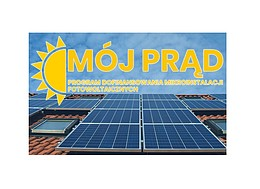 MÓJ PRĄD
PROGRAM DOFINANSOWANIA MIKROINSTALACJI
FOTOWOLTAICZNYCH